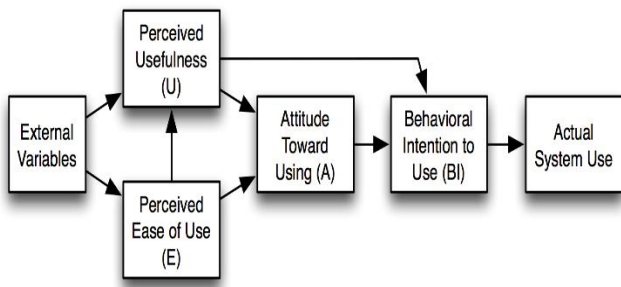 Perceived
Usefulness
(U)
External
Variables
Perceived
Ease of Use
(E)
Attitude
Toward
Using (A)
Behavioral
Intention to
Use (BI)
Actual
System Use